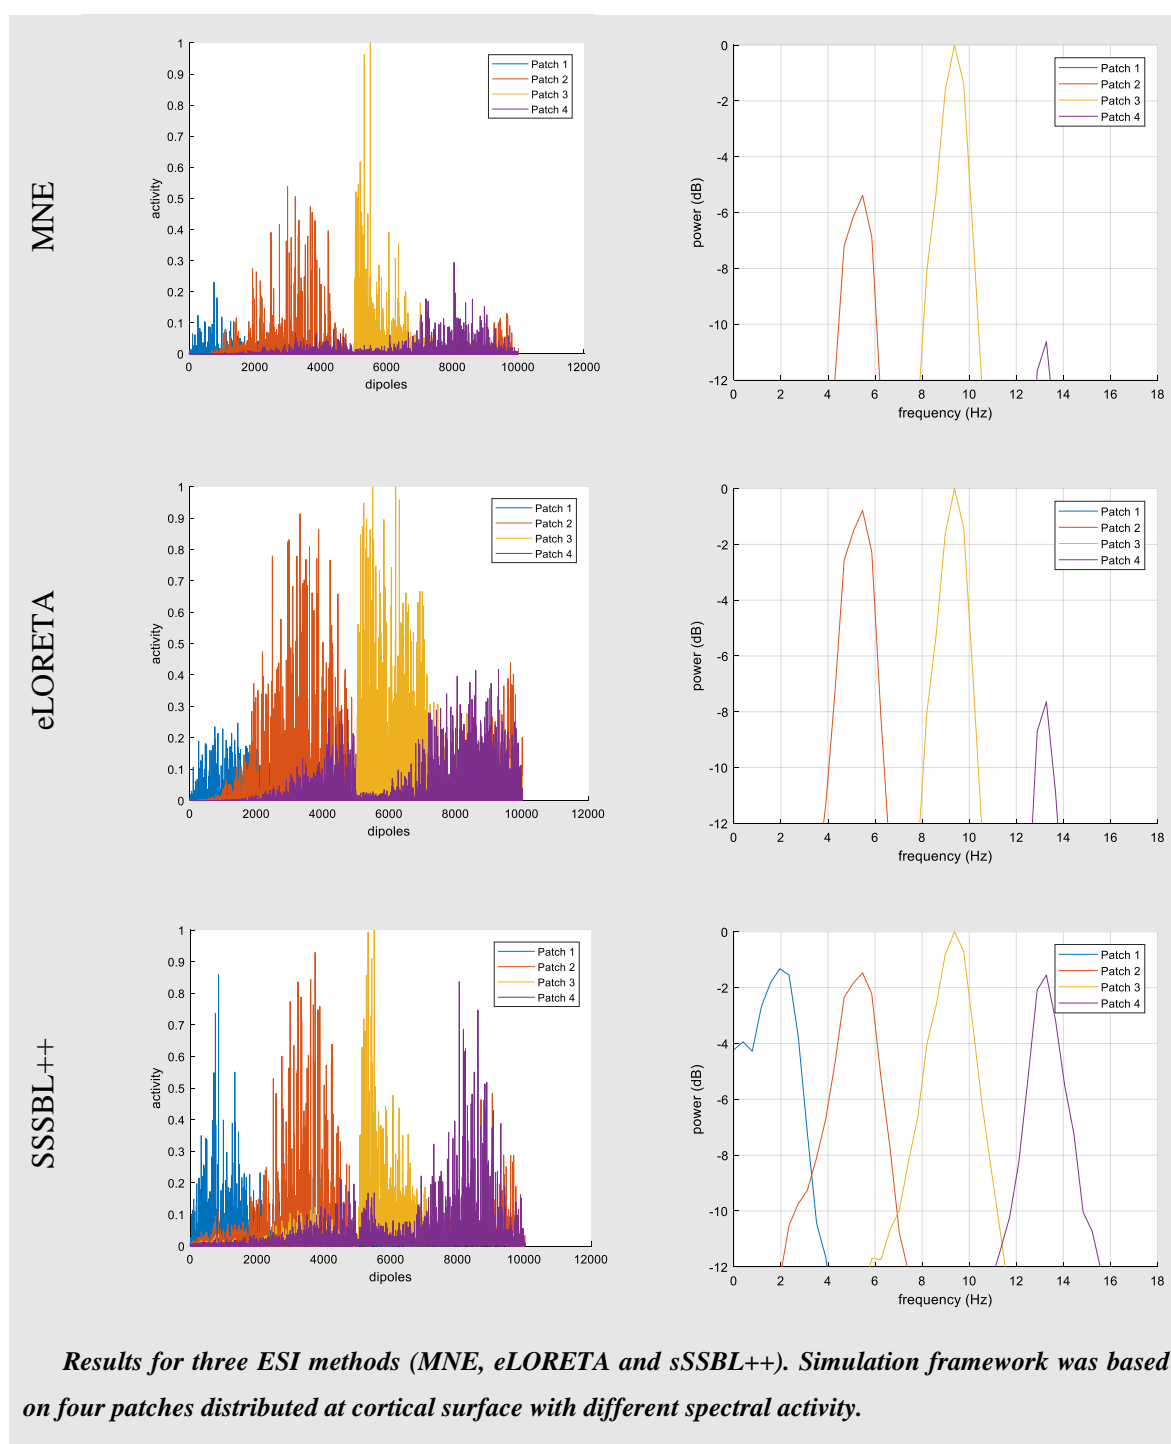 MNE
1
0.9
0.8
0.7
0.6
0.5
0.4
0.3
0.2
0.1
0
activity
0 2000 4000 6000 8000 10000 12000
dipoles
Patch 1
Patch 2
Patch 3
Patch 4
0
-2
-4
-6
-8
-10
-12
power (dB)
0 2 4 6 8 10 12 14 16 18
frequency (Hz)
Patch 1
Patch 2
Patch 3
Patch 4
eLORETA
1
0.9
0.8
0.7
0.6
0.5
0.4
0.3
0.2
0.1
0
activity
0 2000 4000 6000 8000 10000 12000
dipoles
Patch 1
Patch 2
Patch 3
Patch 4
0
-2
-4
-6
-8
-10
-12
power (dB)
0 2 4 6 8 10 12 14 16 18
frequency (Hz)
Patch 1
Patch 2
Patch 3
Patch 4
SSSBL++
1
0.9
0.8
0.7
0.6
0.5
0.4
0.3
0.2
0.1
0
activity
0 2000 4000 6000 8000 10000 12000
dipoles
Patch 1
Patch 2
Patch 3
Patch 4
0
-2
-4
-6
-8
-10
-12
power (dB)
0 2 4 6 8 10 12 14 16 18
frequency (Hz)
Patch 1
Patch 2
Patch 3
Patch 4
Results for three ESI methods (MNE, eLORETA and sSSBL++). Simulation framework was based
on four patches distributed at cortical surface with different spectral activity.